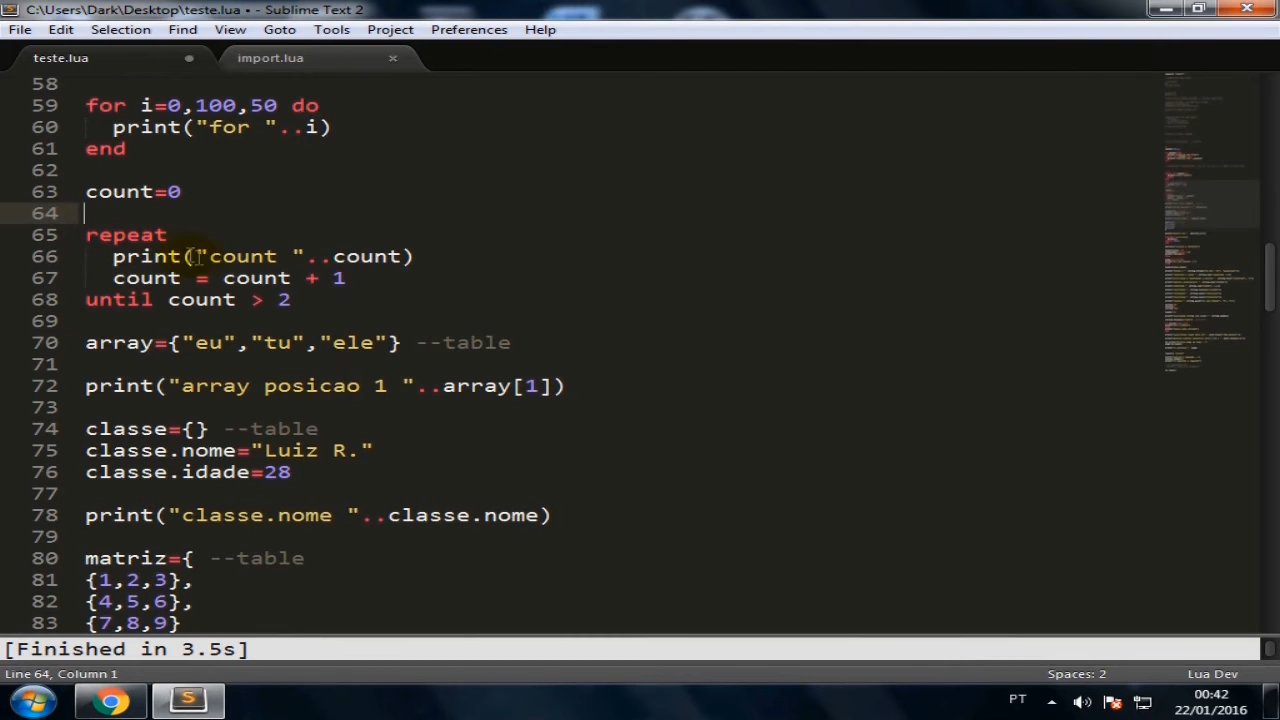 C:\Users\Dark\Desktop\teste.lua • - Sublime Text 2
File Edit Selection Find View Goto Tools Project Preferences Help
teste.lua import.lua
58
59 for i=0,100,50 do
60 print("for "..i)
61 end
62
63 count=0
64
65 repeat
66 print("count "..count)
67 count = count + 1
68 until count > 2
69
70 array={"eu","tu","ele"} --table
71
72 print("array posicao 1 "..array[1])
73
74 classe={} --table
75 classe.nome="Luiz R."
76 classe.idade=28
77
78 print("classe.nome "..classe.nome)
79
80 matriz={ --table
81 {1,2,3},
82 {4,5,6},
83 {7,8,9}
[Finished in 3.5s]
Line 64, Column 1 Spaces: 2 Lua Dev
PT 00:42
22/01/2016